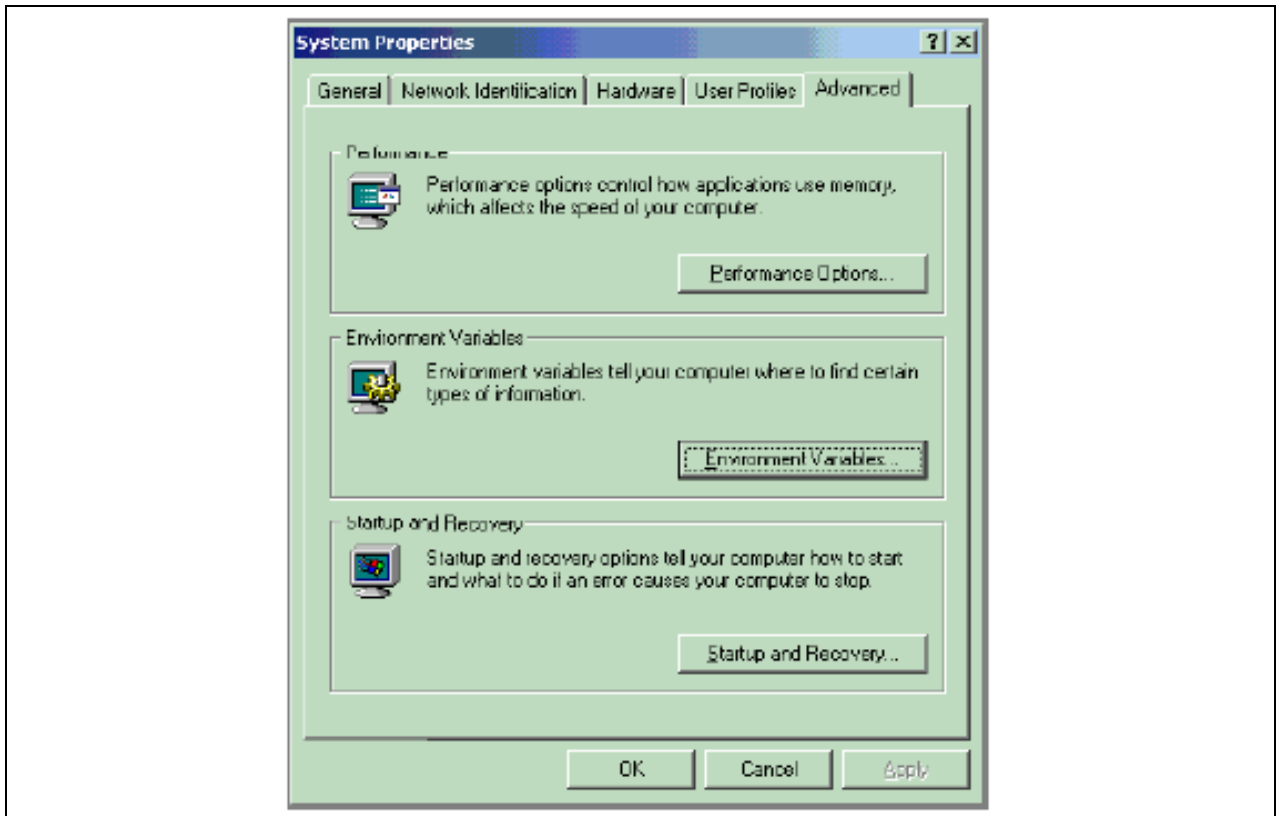 System Properties
General Network Identification Hardware User Profiles Advanced
Performance
Performance options control how applications use memory,
which affects the speed of your computer.
Performance Options...
Environment Variables
Environment variables tell your computer where to find certain
types of information.
Environment Variables...
Startup and Recovery
Startup and recovery options tell your computer how to start
and what to do if an error causes your computer to stop.
Startup and Recovery...
OK Cancel Apply